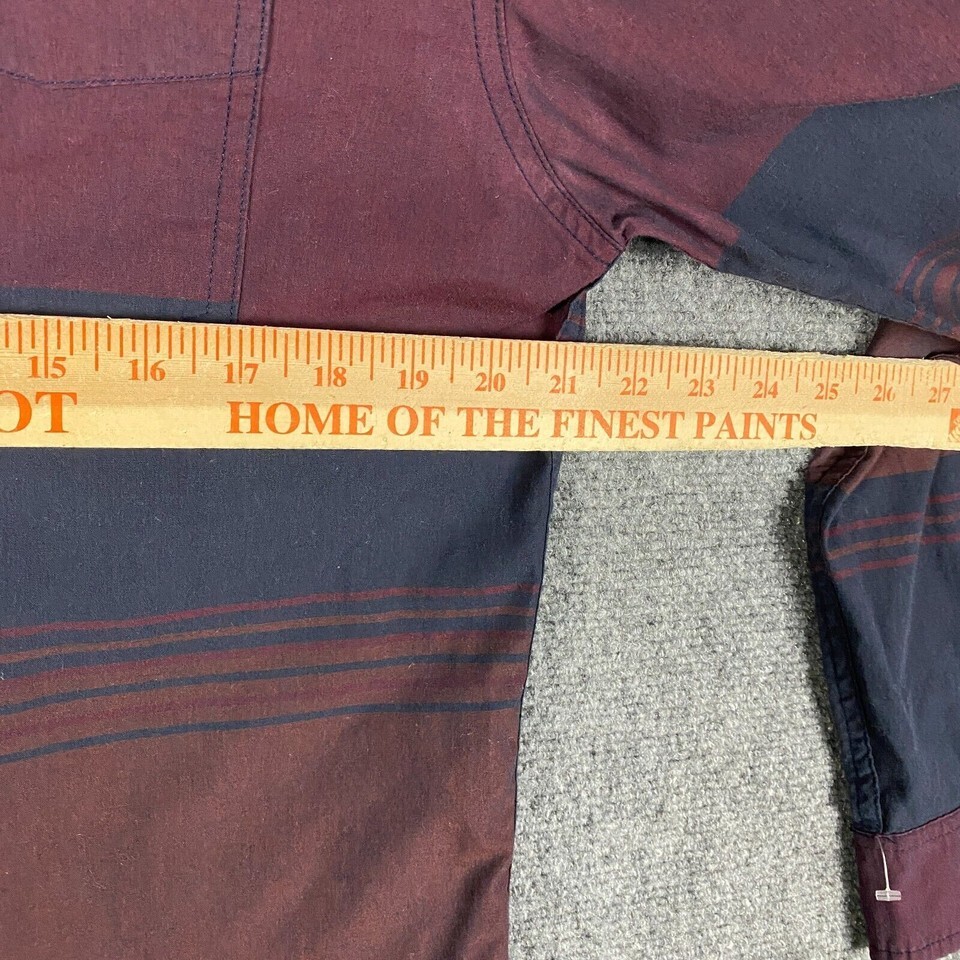 15 16 17 18 19 20 21 22 23 24 25 26 27
OT HOME OF THE FINEST PAINTS